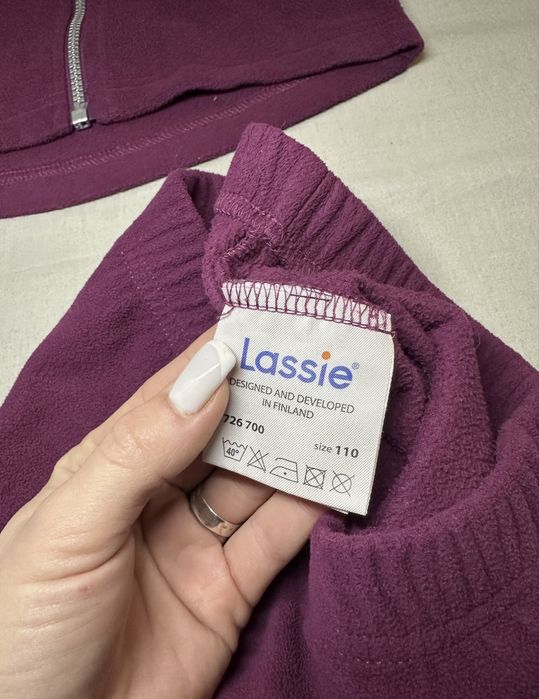 Lassie®
DESIGNED AND DEVELOPED
IN FINLAND
726 700
size 110
40°